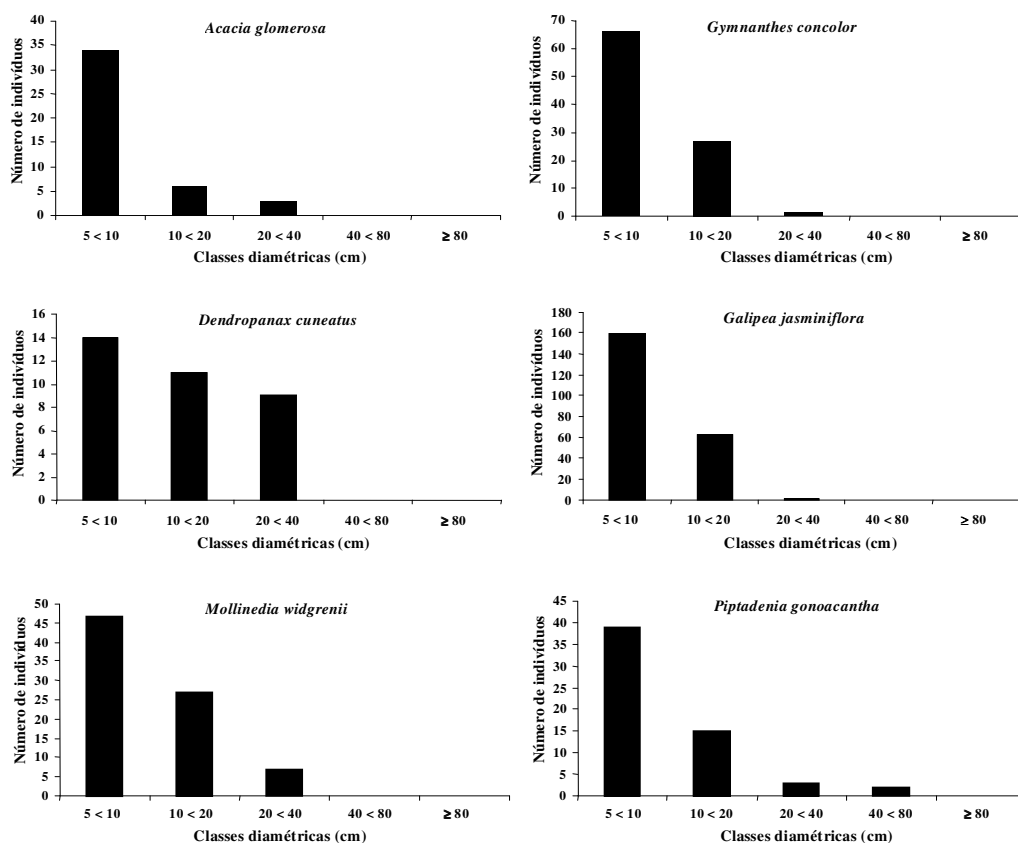 Acacia glomerosa
Número de indivíduos
40
35
30
25
20
15
10
5
0
5 < 10 10 < 20 20 < 40 40 < 80 ≥ 80
Classes diamétricas (cm)
Gymnanthes concolor
Número de indivíduos
70
60
50
40
30
20
10
0
5 < 10 10 < 20 20 < 40 40 < 80 ≥ 80
Classes diamétricas (cm)
Dendropanax cuneatus
Número de indivíduos
16
14
12
10
8
6
4
2
0
5 < 10 10 < 20 20 < 40 40 < 80 ≥ 80
Classes diamétricas (cm)
Galipea jasminiflora
Número de indivíduos
180
160
140
120
100
80
60
40
20
0
5 < 10 10 < 20 20 < 40 40 < 80 ≥ 80
Classes diamétricas (cm)
Mollinedia widgrenii
Número de indivíduos
50
45
40
35
30
25
20
15
10
5
0
5 < 10 10 < 20 20 < 40 40 < 80 ≥ 80
Classes diamétricas (cm)
Piptadenia gonoacantha
Número de indivíduos
45
40
35
30
25
20
15
10
5
0
5 < 10 10 < 20 20 < 40 40 < 80 ≥ 80
Classes diamétricas (cm)